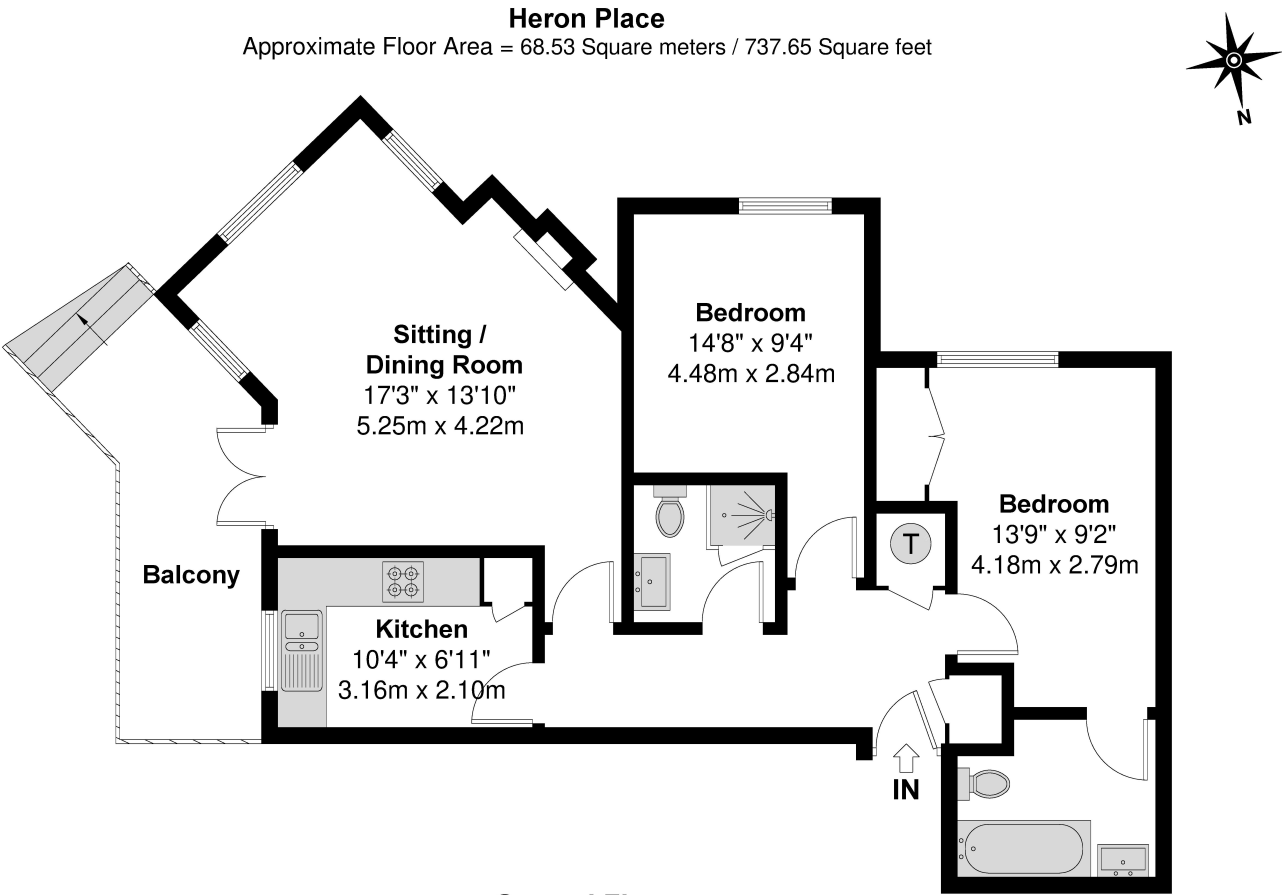 Heron Place
Approximate Floor Area = 68.53 Square meters / 737.65 Square feet
N
Sitting /
Dining Room
17'3" x 13'10"
5.25m x 4.22m
Bedroom
14'8" x 9'4"
4.48m x 2.84m
Bedroom
13'9" x 9'2"
4.18m x 2.79m
T
Balcony
Kitchen
10'4" x 6'11"
3.16m x 2.10m
IN